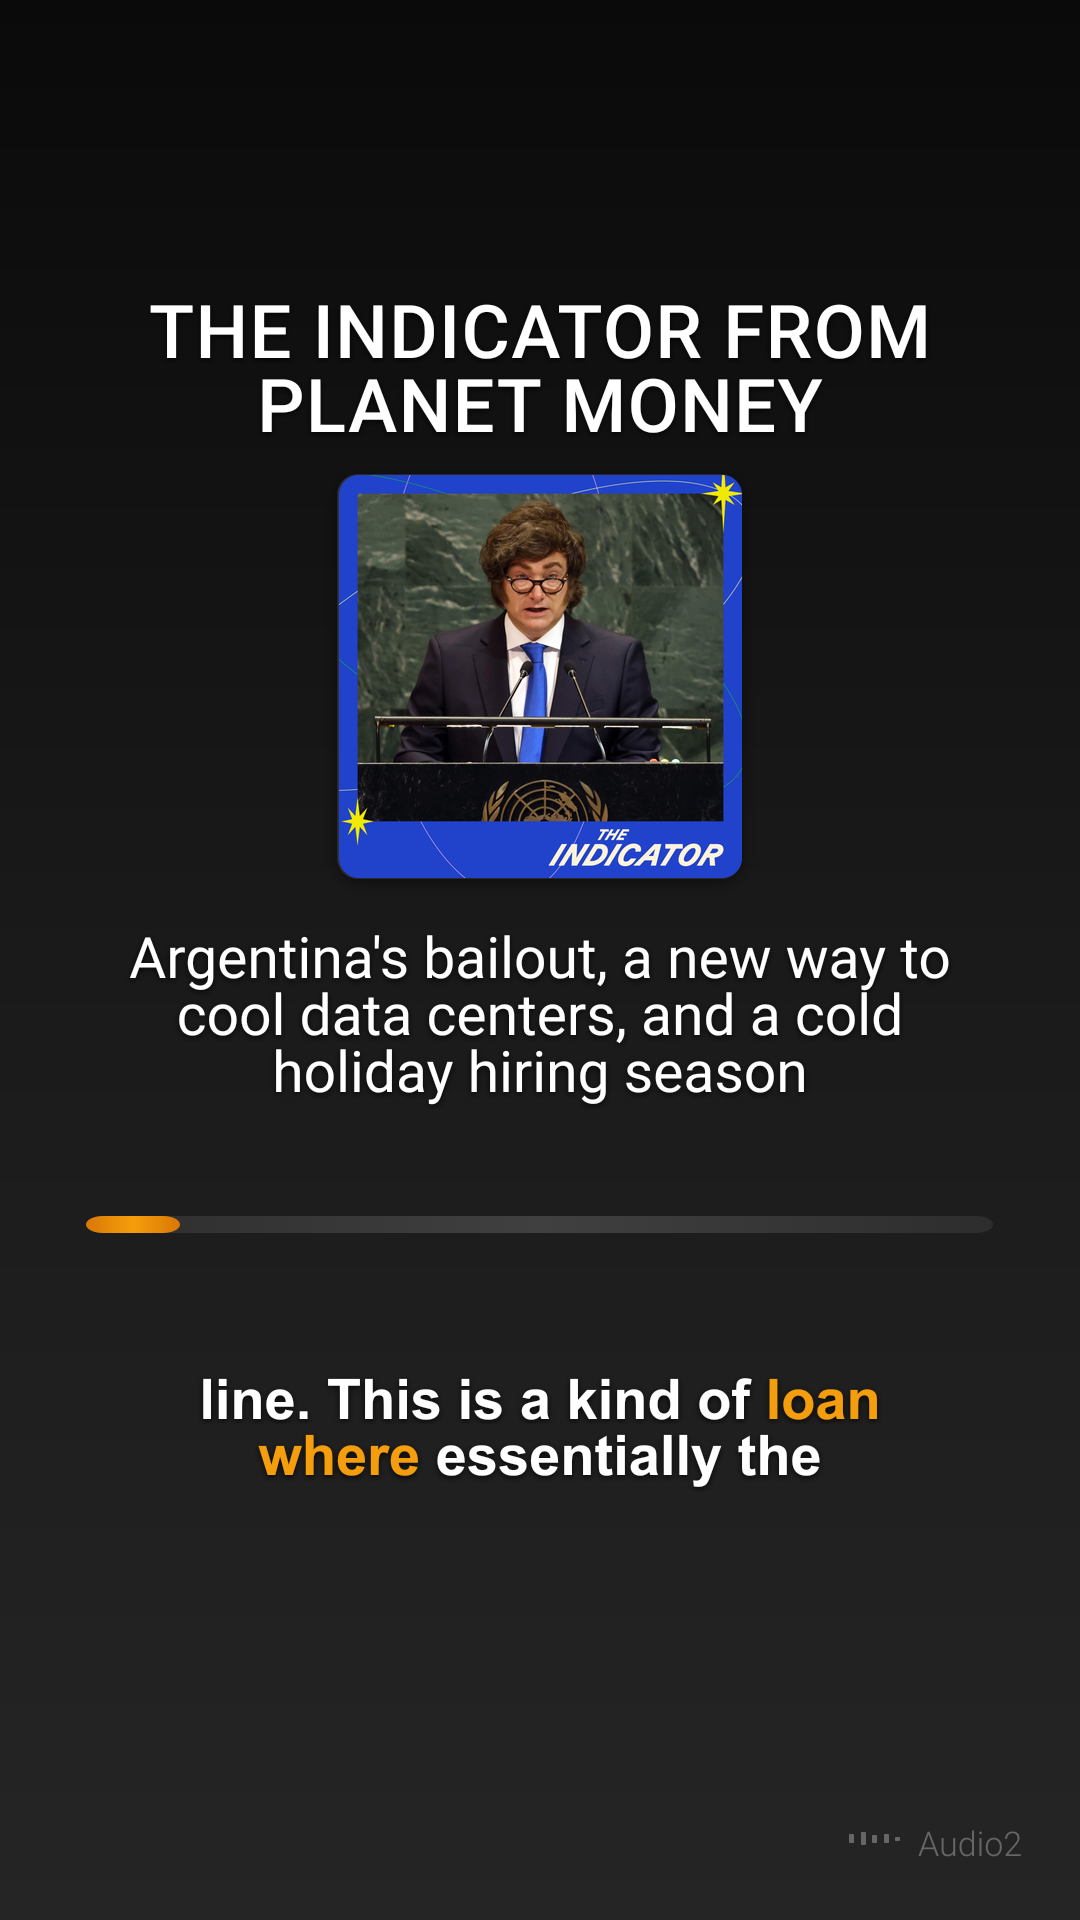 THE INDICATOR FROM
PLANET MONEY
THE
INDICATOR
Argentina's bailout, a new way to
cool data centers, and a cold
holiday hiring season
line. This is a kind of loan
where essentially the
Audio2